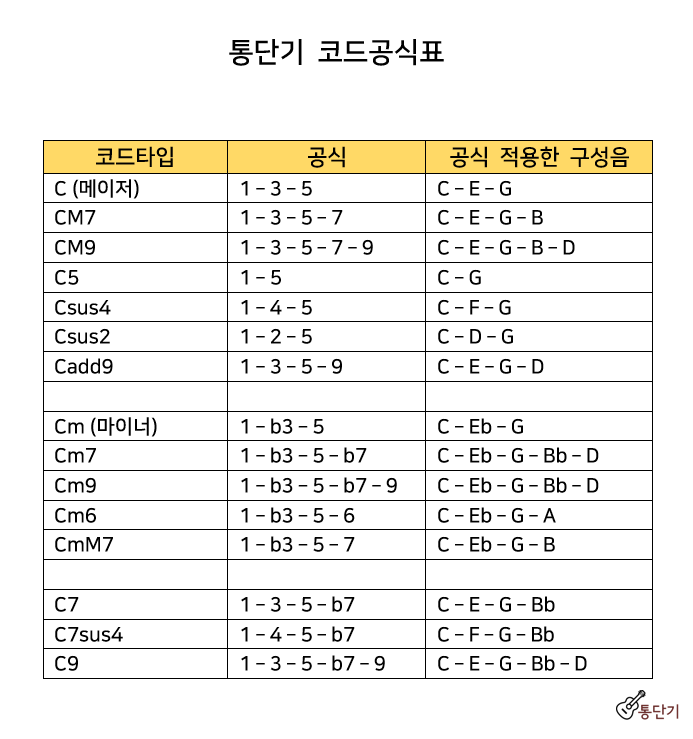 통단기 코드공식표
코드타입 공식 공식 적용한 구성음
C (메이저) 1 – 3 – 5 C – E – G
CM7 1 – 3 – 5 – 7 C – E – G – B
CM9 1 – 3 – 5 – 7 – 9 C – E – G – B – D
C5 1 – 5 C – G
Csus4 1 – 4 – 5 C – F – G
Csus2 1 – 2 – 5 C – D – G
Cadd9 1 – 3 – 5 – 9 C – E – G – D
Cm (마이너) 1 – b3 – 5 C – Eb – G
Cm7 1 – b3 – 5 – b7 C – Eb – G – Bb – D
Cm9 1 – b3 – 5 – b7 – 9 C – Eb – G – Bb – D
Cm6 1 – b3 – 5 – 6 C – Eb – G – A
CmM7 1 – b3 – 5 – 7 C – Eb – G – B
C7 1 – 3 – 5 – b7 C – E – G – Bb
C7sus4 1 – 4 – 5 – b7 C – F – G – Bb
C9 1 – 3 – 5 – b7 – 9 C – E – G – Bb – D
통단기